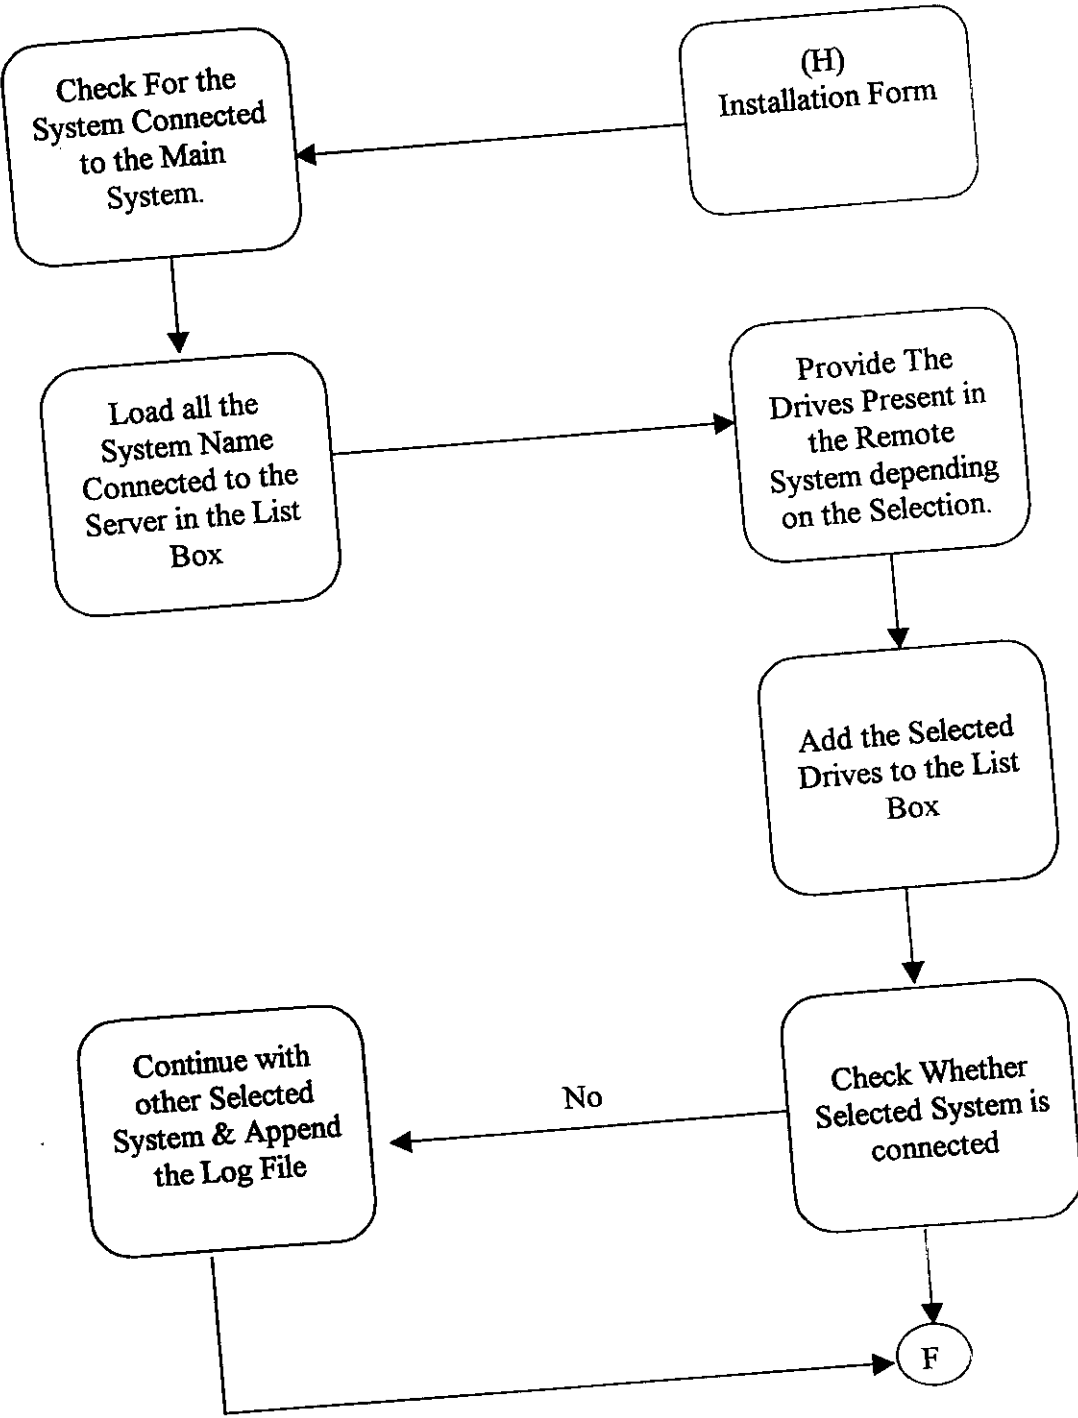 (H)
Installation Form
Check For the
System Connected
to the Main
System.
Load all the
System Name
Connected to the
Server in the List
Box
Provide The
Drives Present in
the Remote
System depending
on the Selection.
Add the Selected
Drives to the List
Box
Check Whether
Selected System is
connected
No
Continue with
other Selected
System & Append
the Log File
F